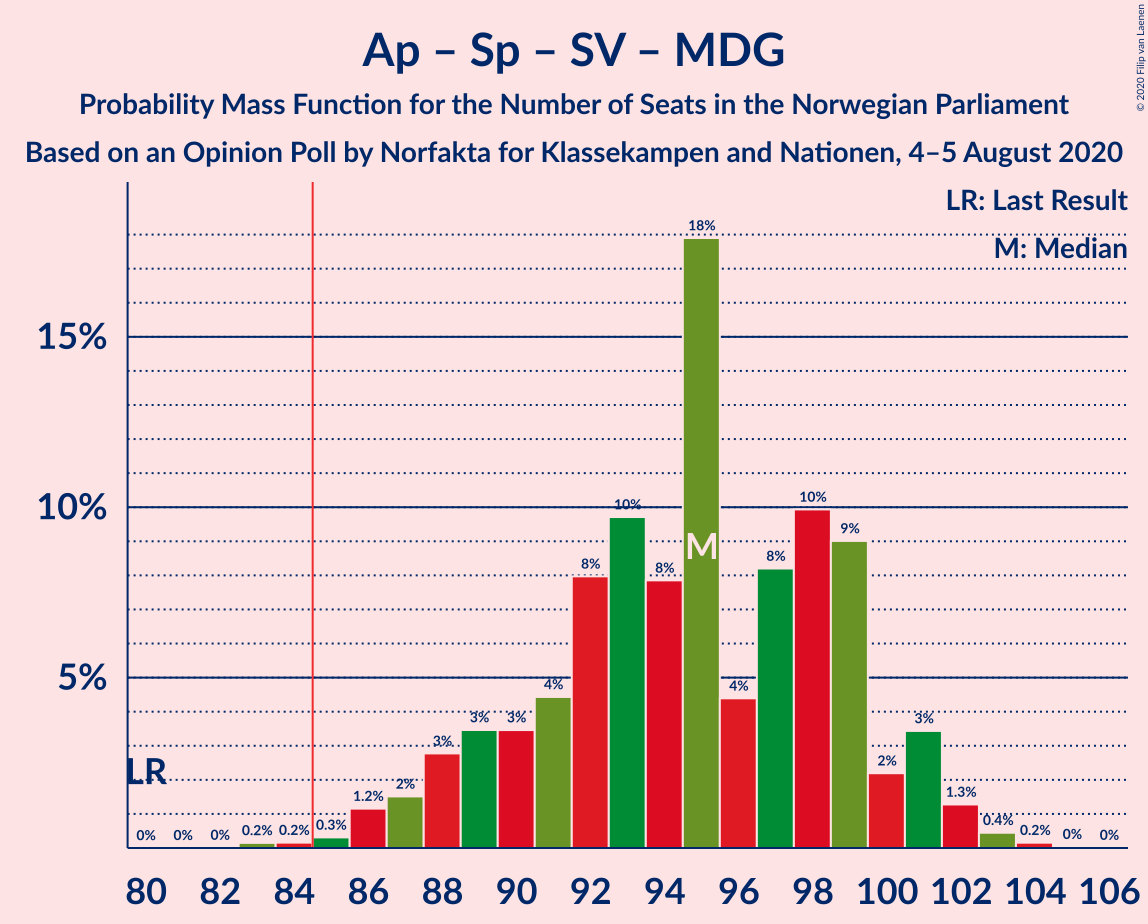 Ap – Sp – SV – MDG
Probability Mass Function for the Number of Seats in the Norwegian Parliament
Based on an Opinion Poll by Norfakta for Klassekampen and Nationen, 4–5 August 2020
© 2020 Filip van Laenen
LR: Last Result
M: Median
15%
10%
5%
LR
M
0% 0% 0% 0.2% 0.2% 0.3% 1.2% 2% 3% 3% 3% 4% 8% 10% 8% 18% 4% 8% 10% 9% 2% 3% 1.3% 0.4% 0.2% 0% 0%
80 82 84 86 88 90 92 94 96 98 100 102 104 106